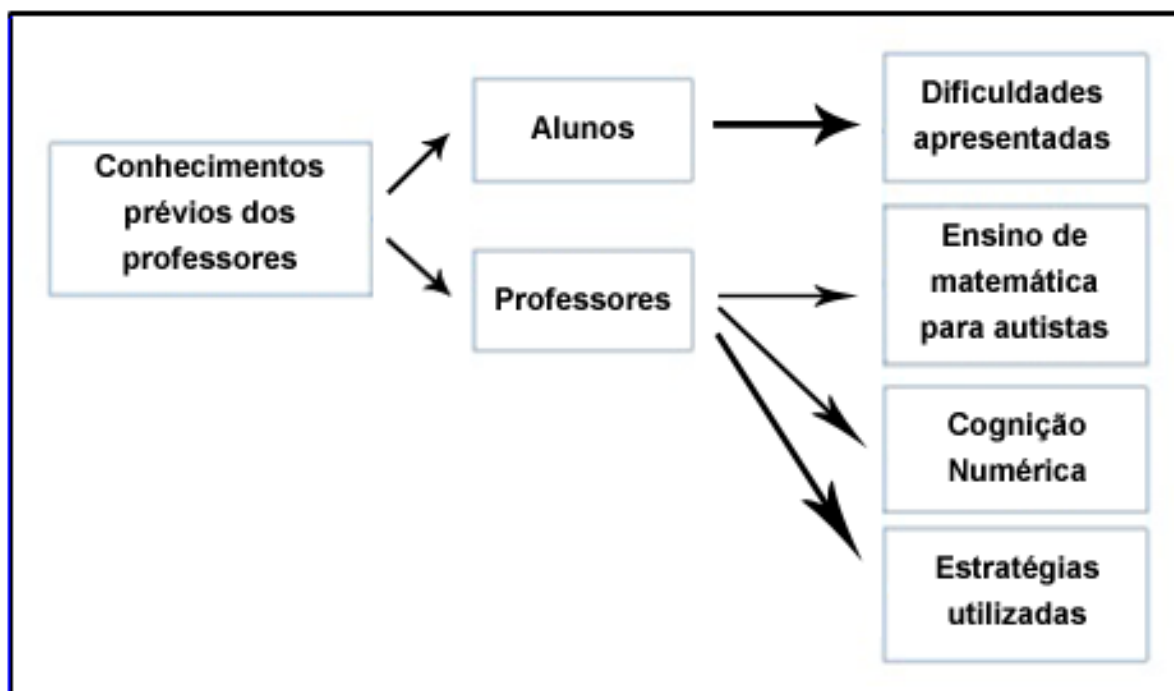 Conhecimentos
prévios dos
professores
Alunos
Professores
Dificuldades
apresentadas
Ensino de
matemática
para autistas
Cognição
Numérica
Estratégias
utilizadas